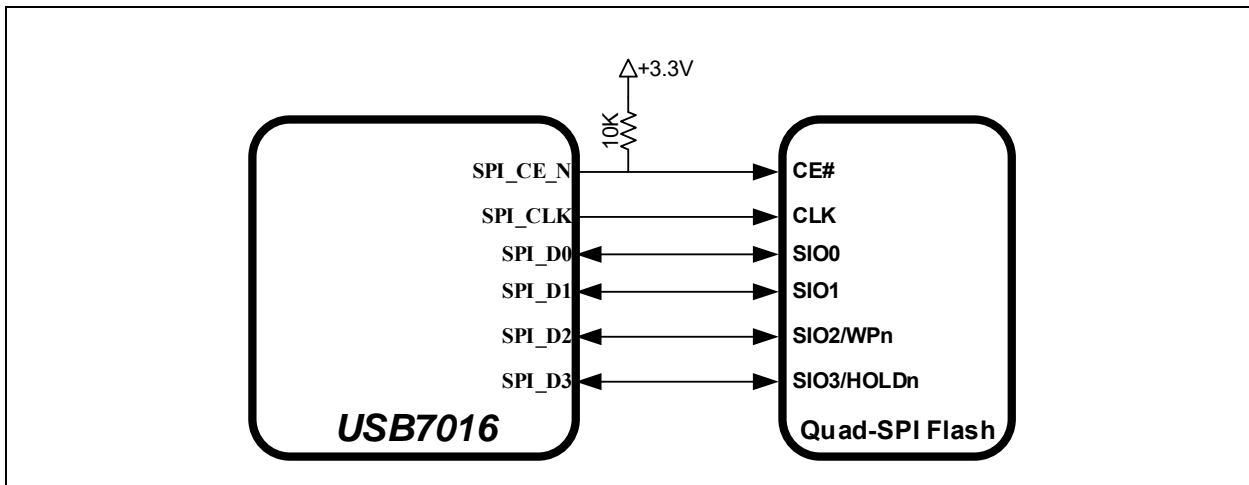 +3.3V
10K
SPI_CE_N CE#
SPI_CLK CLK
SPI_D0 SIO0
SPI_D1 SIO1
SPI_D2 SIO2/WPn
SPI_D3 SIO3/HOLDn
USB7016 Quad-SPI Flash